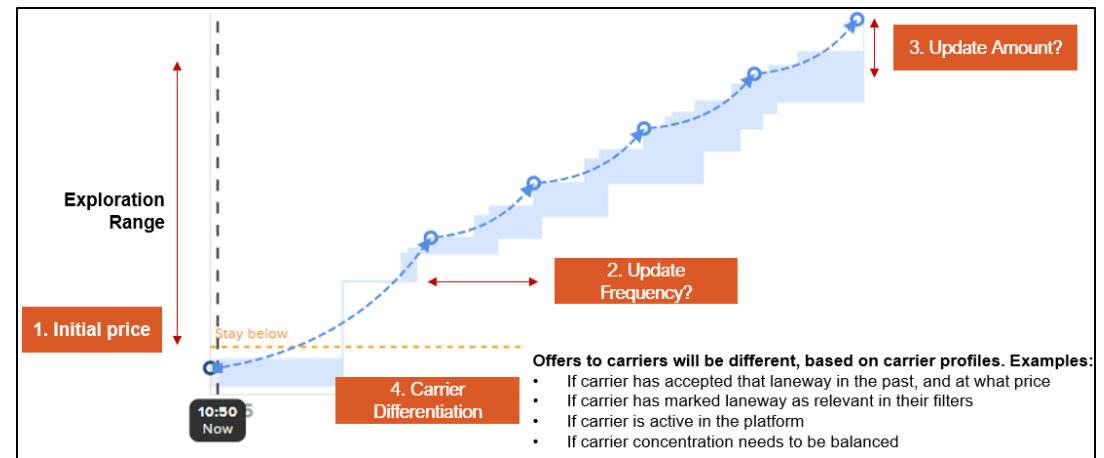 3. Update Amount?
Exploration
Range
2. Update
Frequency?
1. Initial price
Stay below
Offers to carriers will be different, based on carrier profiles. Examples:
• If carrier has accepted that laneway in the past, and at what price
• If carrier has marked laneway as relevant in their filters
• If carrier is active in the platform
• If carrier concentration needs to be balanced
4. Carrier
Differentiation
10:50
Now